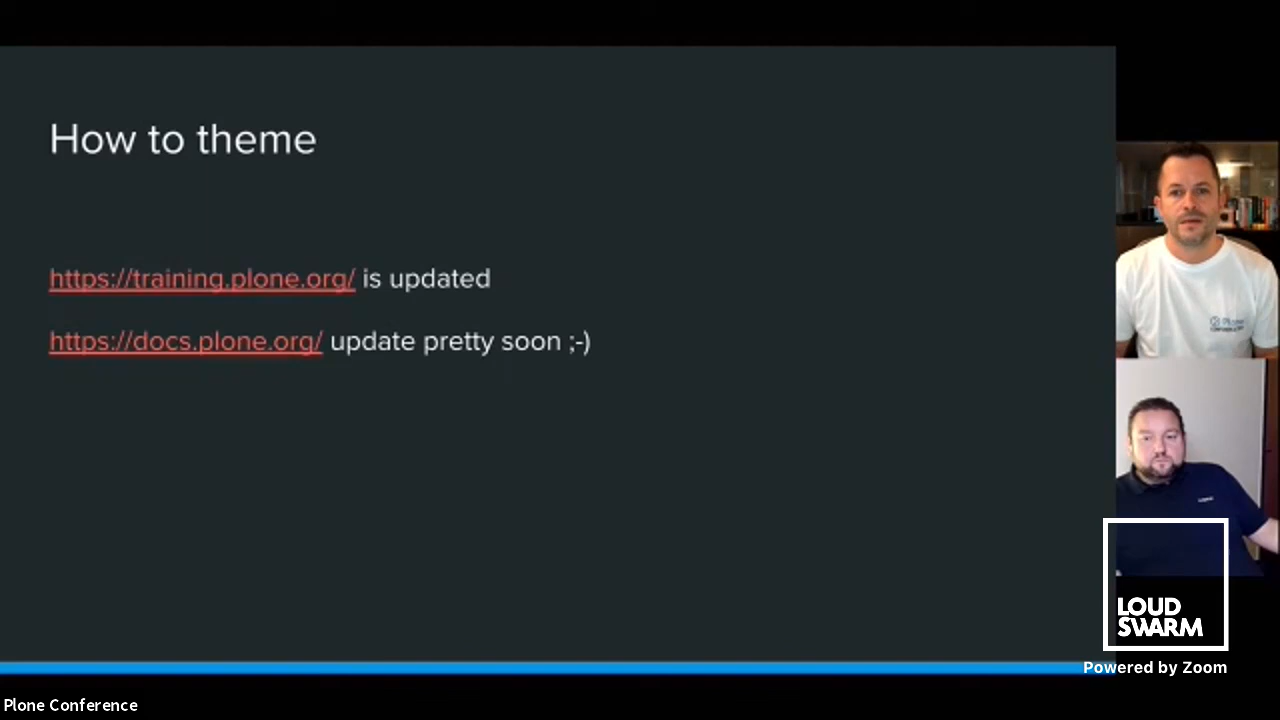 How to theme
https://training.plone.org/ is updated
https://docs.plone.org/ update pretty soon ;-)
LOUD
SWARM
Powered by Zoom
Plone Conference